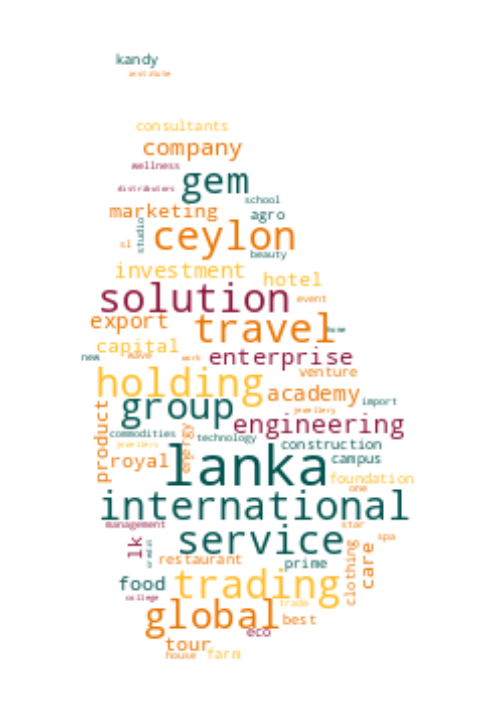 kandy
institute
consultants
company
wellness
gem
distributors
school
marketing
agro
studio
sl
ceylon
beauty
investment
hotel
solution
event
export
travel
home
capital
new
wave
work
enterprise
venture
holding
academy
import
group
jewellery
product
engineering
commodities
technology
construction
jewellers
energy
royal
lanka
campus
foundation
one
international
management
star
service
spa
lk
credit
restaurant
prime
clothing
care
food
trading
college
trade
global
best
eco
tour
house
farm